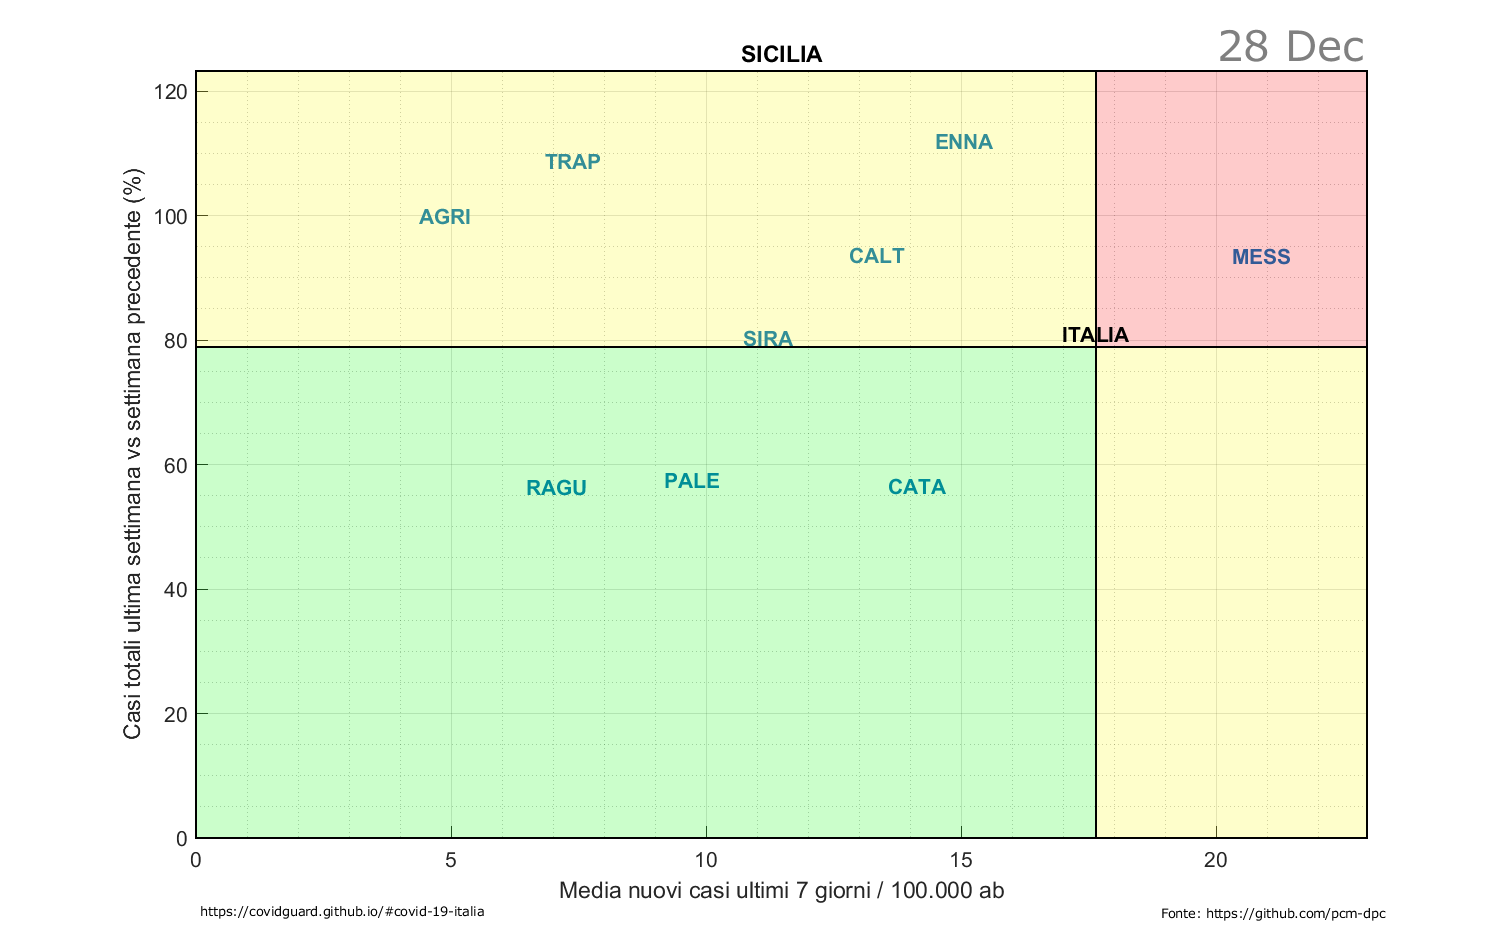 SICILIA
28 Dec
Casi totali ultima settimana vs settimana precedente (%)
120
100
80
60
40
20
0
ENNA
TRAP
AGRI
CALT
MESS
SIRA
ITALIA
RAGU
PALE
CATA
0
5
10
15
20
Media nuovi casi ultimi 7 giorni / 100.000 ab
https://covidguard.github.io/#covid-19-italia
Fonte: https://github.com/pcm-dpc